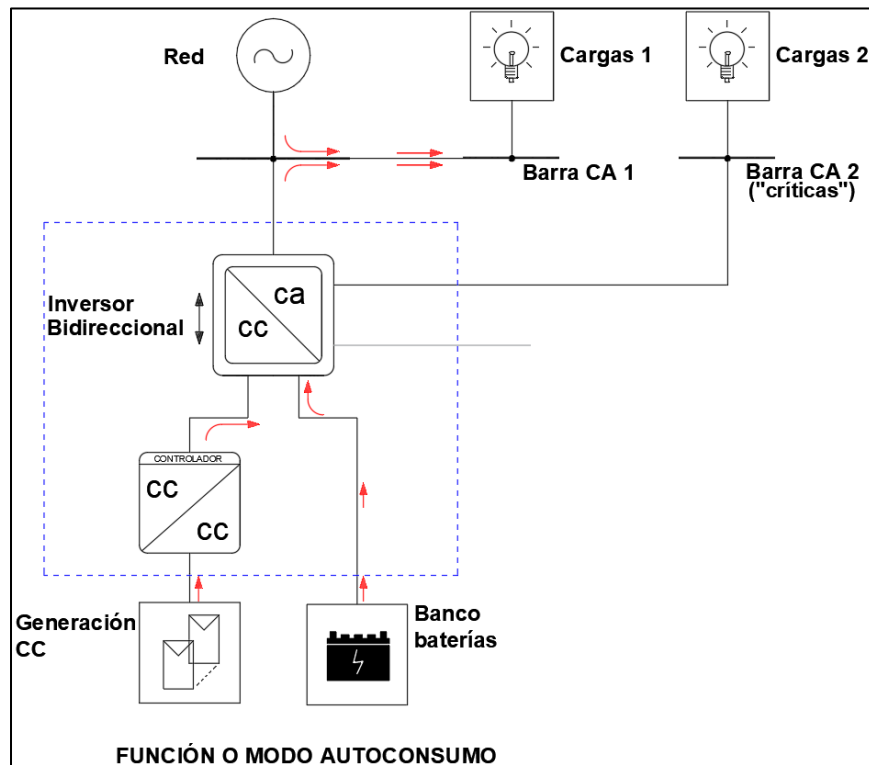 Red
Cargas 1
Cargas 2
Barra CA 1
Barra CA 2
("críticas")
Inversor
Bidireccional
ca
cc
CONTROLADOR
CC
CC
Generación
CC
Banco
baterías
FUNCIÓN O MODO AUTOCONSUMO